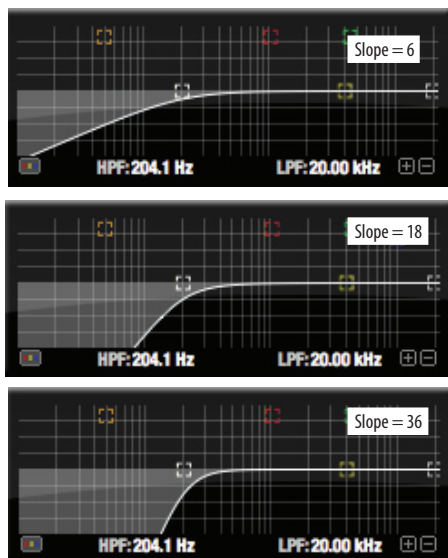 Slope = 6
HPF: 204.1 Hz LPF: 20.00 kHz
Slope = 18
HPF: 204.1 Hz LPF: 20.00 kHz
Slope = 36
HPF: 204.1 Hz LPF: 20.00 kHz